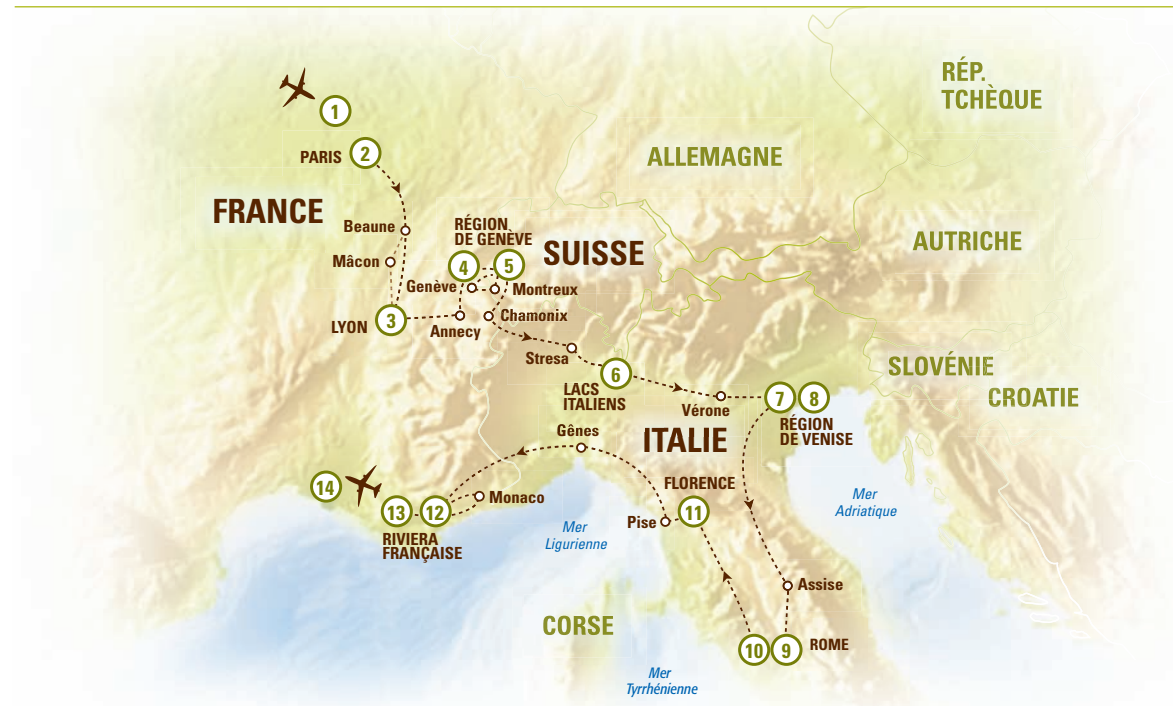 RÉP.
TCHÈQUE
1
PARIS
2
ALLEMAGNE
FRANCE
Beaune
RÉGION
DE GENÈVE
SUISSE
AUTRICHE
Mâcon
4
5
Genève
Montreux
LYON
3
Annecy
Chamonix
Stresa
6
LACS
ITALIENS
Vérone
7
8
RÉGION
DE VENISE
SLOVÉNIE
CROATIE
Gênes
ITALIE
14
13
12
Monaco
RIVIERA
FRANÇAISE
FLORENCE
11
Pise
Mer
Ligurienne
Mer
Adriatique
Assise
CORSE
10
9
ROME
Mer
Tyrrhénienne